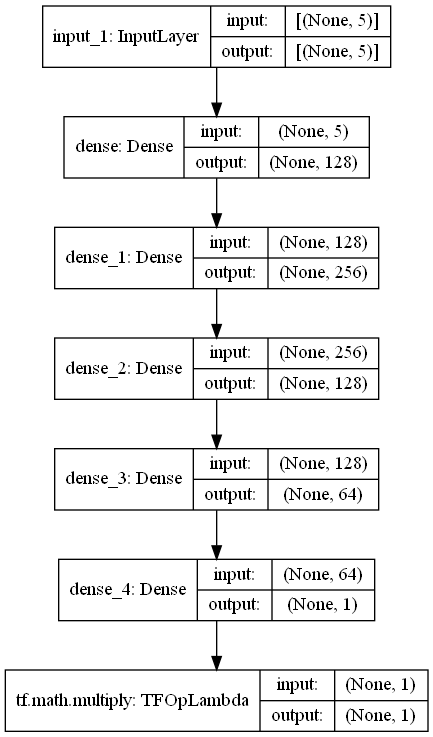 input_1: InputLayer
input: [(None, 5)]
output: [(None, 5)]
dense: Dense
input: (None, 5)
output: (None, 128)
dense_1: Dense
input: (None, 128)
output: (None, 256)
dense_2: Dense
input: (None, 256)
output: (None, 128)
dense_3: Dense
input: (None, 128)
output: (None, 64)
dense_4: Dense
input: (None, 64)
output: (None, 1)
tf.math.multiply: TFOpLambda
input: (None, 1)
output: (None, 1)